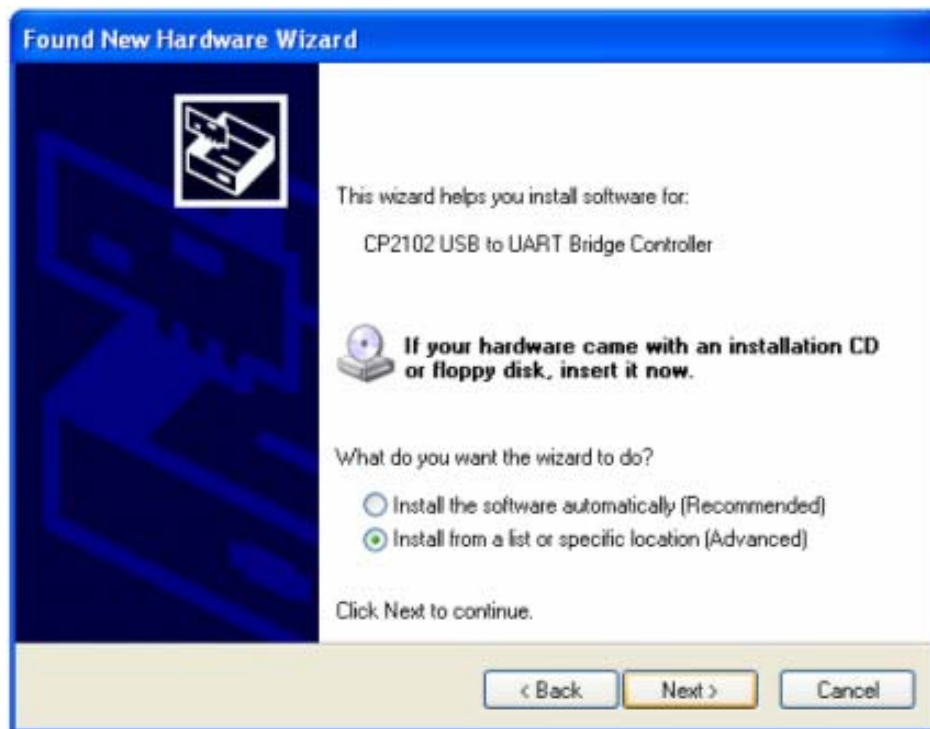 Found New Hardware Wizard
This wizard helps you install software for:
CP2102 USB to UART Bridge Controller
If your hardware came with an installation CD
or floppy disk, insert it now.
What do you want the wizard to do?
Install the software automatically (Recommended)
Install from a list or specific location (Advanced)
Click Next to continue.
< Back Next > Cancel